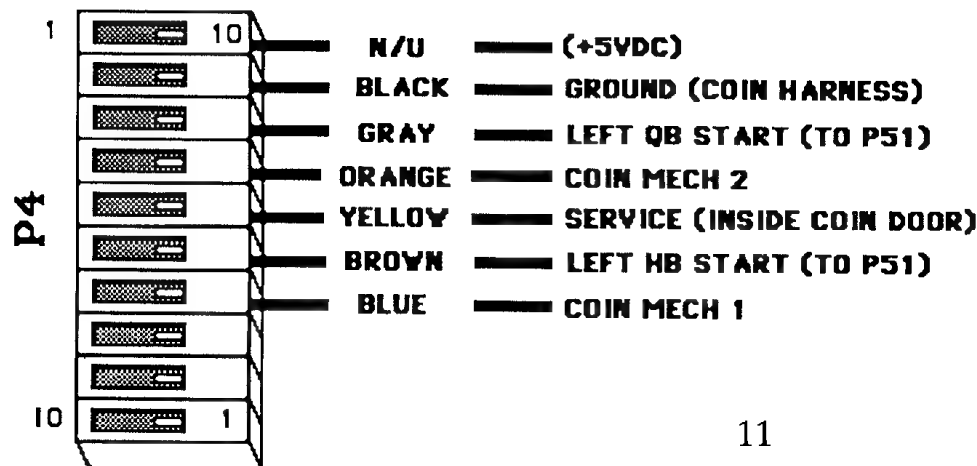 1 10 N/U (+5VDC)
BLACK GROUND (COIN HARNESS)
GRAY LEFT QB START (TO P51)
ORANGE COIN MECH 2
P4
YELLOW SERVICE (INSIDE COIN DOOR)
BROWN LEFT HB START (TO P51)
BLUE COIN MECH 1
10 1
11